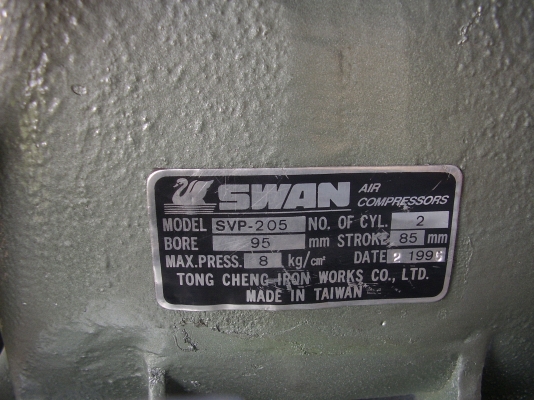 SWAN AIR COMPRESSORS
MODEL SVP-205 NO. OF CYL. 2
BORE 95 mm STROKE 85 mm
MAX.PRESS. 8 kg/cm² DATE 2
TONG CHENG IRON WORKS CO., LTD.
MADE IN TAIWAN